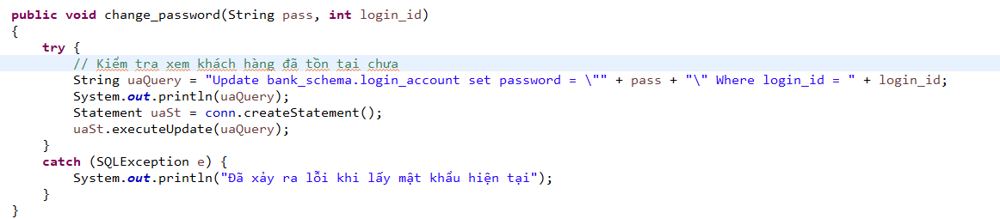 public void change_password(String pass, int login_id)
{
    try {
        // Kiểm tra xem khách hàng đã tồn tại chưa
        String uaQuery = "Update bank_schema.login_account set password = \"" + pass + "\" Where login_id = " + login_id;
        System.out.println(uaQuery);
        Statement uaSt = conn.createStatement();
        uaSt.executeUpdate(uaQuery);
    }
    catch (SQLException e) {
        System.out.println("Đã xảy ra lỗi khi lấy mật khẩu hiện tại");
    }
}